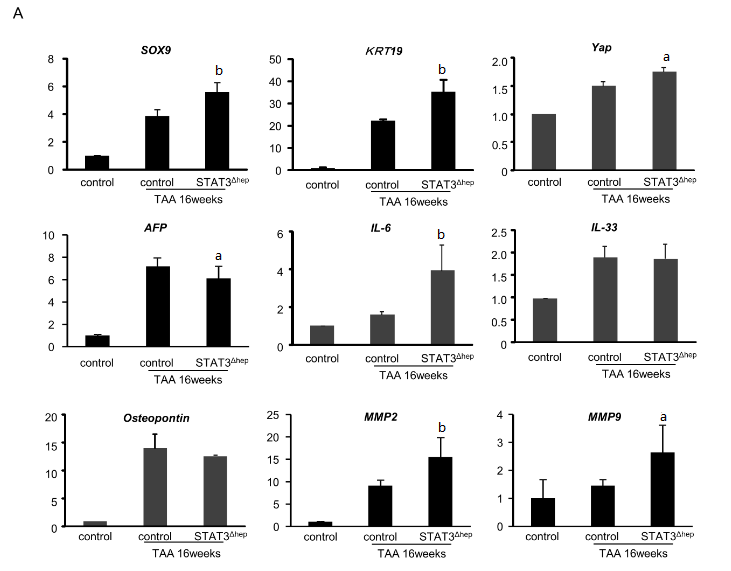 A
SOX9
8
6
4
2
0
b
control
control
STAT3Δhep
TAA 16weeks
KRT19
50
40
30
20
10
0
b
control
control
STAT3Δhep
TAA 16weeks
Yap
2.0
1.5
1.0
0.5
0
a
control
control
STAT3Δhep
TAA 16weeks
AFP
10
8
6
4
2
0
a
control
control
STAT3Δhep
TAA 16weeks
IL-6
6
4
2
0
b
control
control
STAT3Δhep
TAA 16weeks
IL-33
2.5
2.0
1.5
1.0
0.5
0
control
control
STAT3Δhep
TAA 16weeks
Osteopontin
20
15
10
5
0
control
control
STAT3Δhep
TAA 16weeks
MMP2
25
20
15
10
5
0
b
control
control
STAT3Δhep
TAA 16weeks
MMP9
4
3
2
1
0
a
control
control
STAT3Δhep
TAA 16weeks